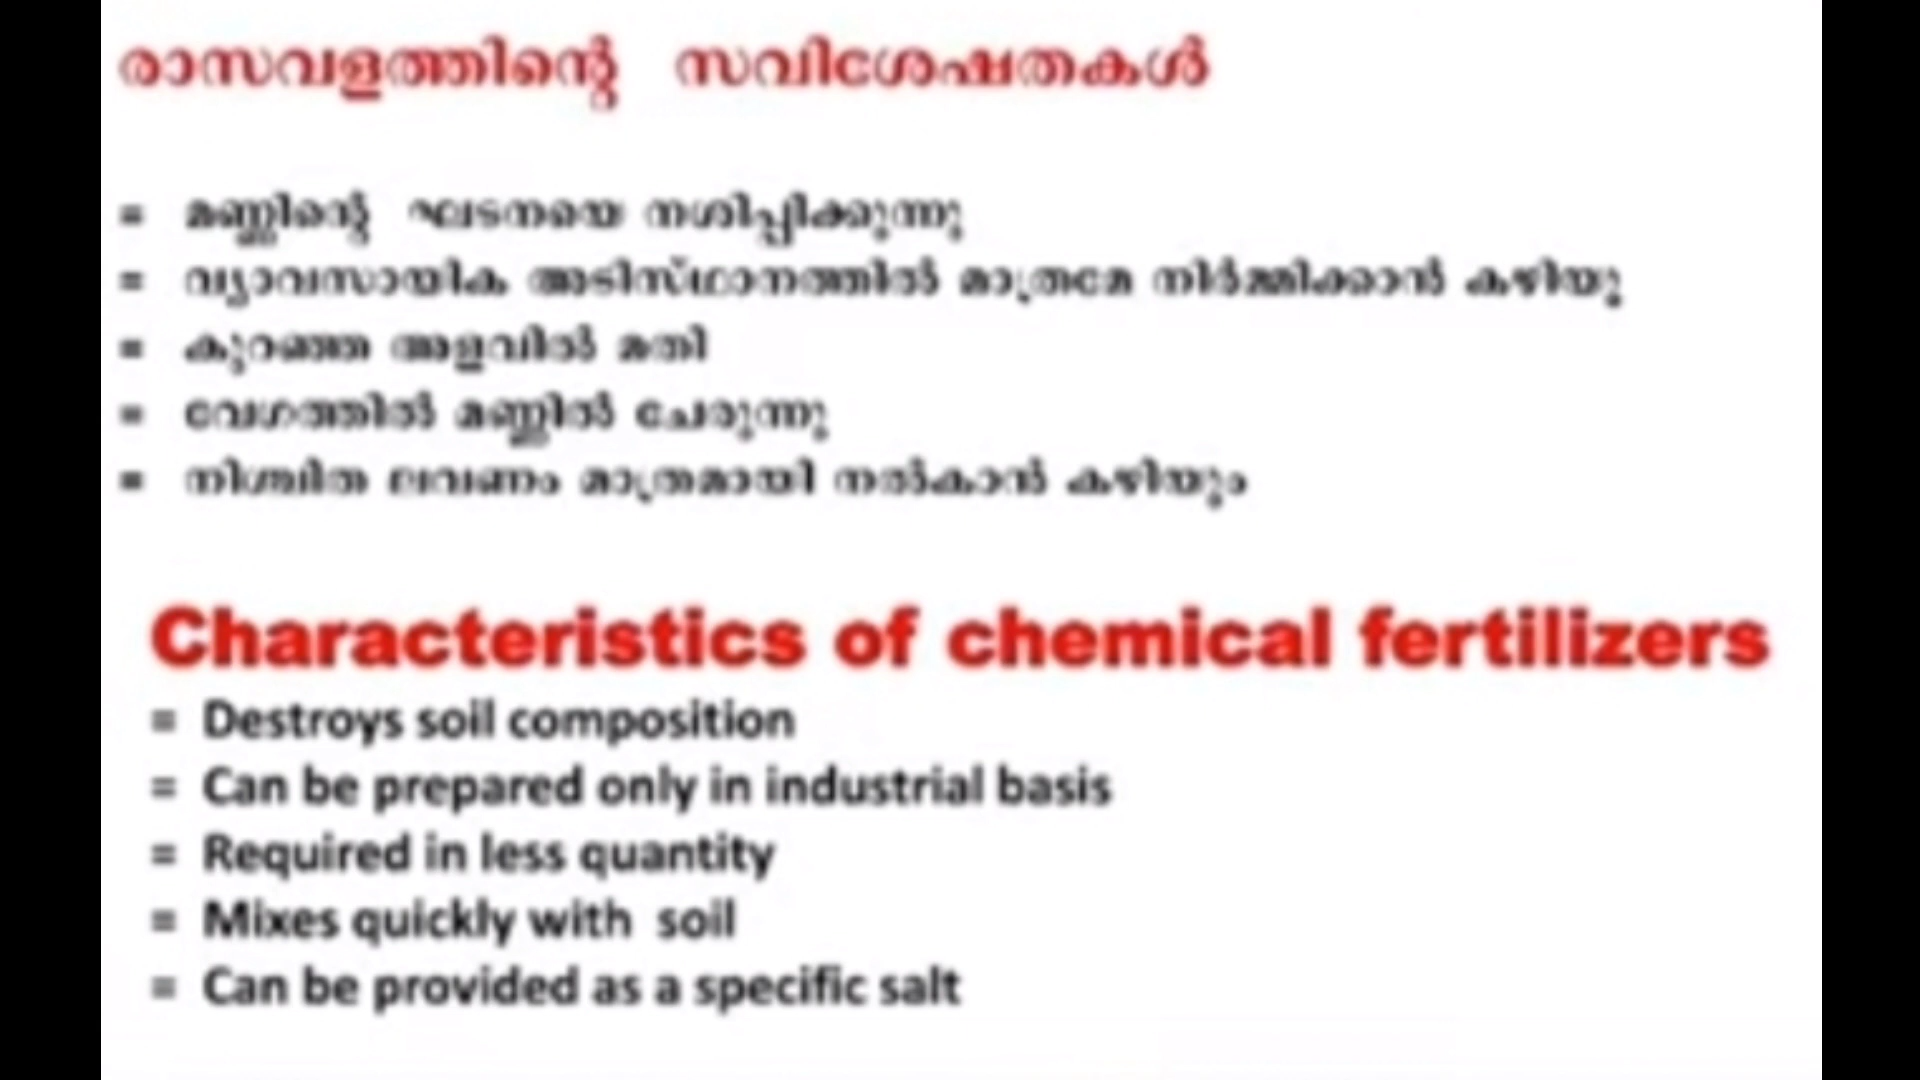 രാസവളത്തിന്റെ സവിശേഷതകൾ
= മണ്ണിന്റെ ഘടനയെ നശിപ്പിക്കുന്നു
= വ്യാവസായിക അടിസ്ഥാനത്തിൽ മാത്രമേ നിർമ്മിക്കാൻ കഴിയൂ
= കുറഞ്ഞ അളവിൽ മതി
= വേഗത്തിൽ മണ്ണിൽ ചേരുന്നു
= നിശ്ചിത ലവണം മാത്രമായി നൽകാൻ കഴിയും
Characteristics of chemical fertilizers
= Destroys soil composition
= Can be prepared only in industrial basis
= Required in less quantity
= Mixes quickly with soil
= Can be provided as a specific salt